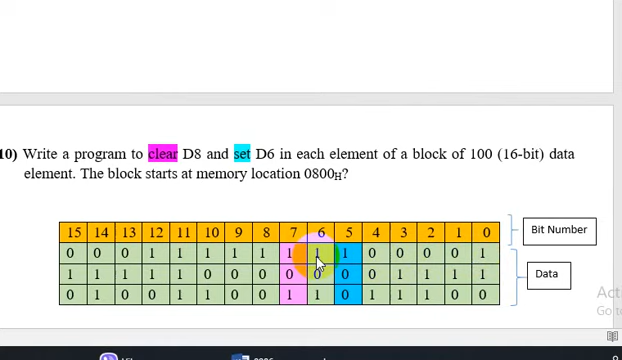 10) Write a program to clear D8 and set D6 in each element of a block of 100 (16-bit) data
element. The block starts at memory location 0800H?
15 14 13 12 11 10 9 8 7 6 5 4 3 2 1 0 Bit Number
0 0 0 1 1 1 1 1 1 1 1 0 0 0 0 1
1 1 1 1 1 0 0 0 0 0 0 0 1 1 1 1 Data
0 1 0 0 1 1 0 0 1 1 0 1 1 1 0 0
Go to